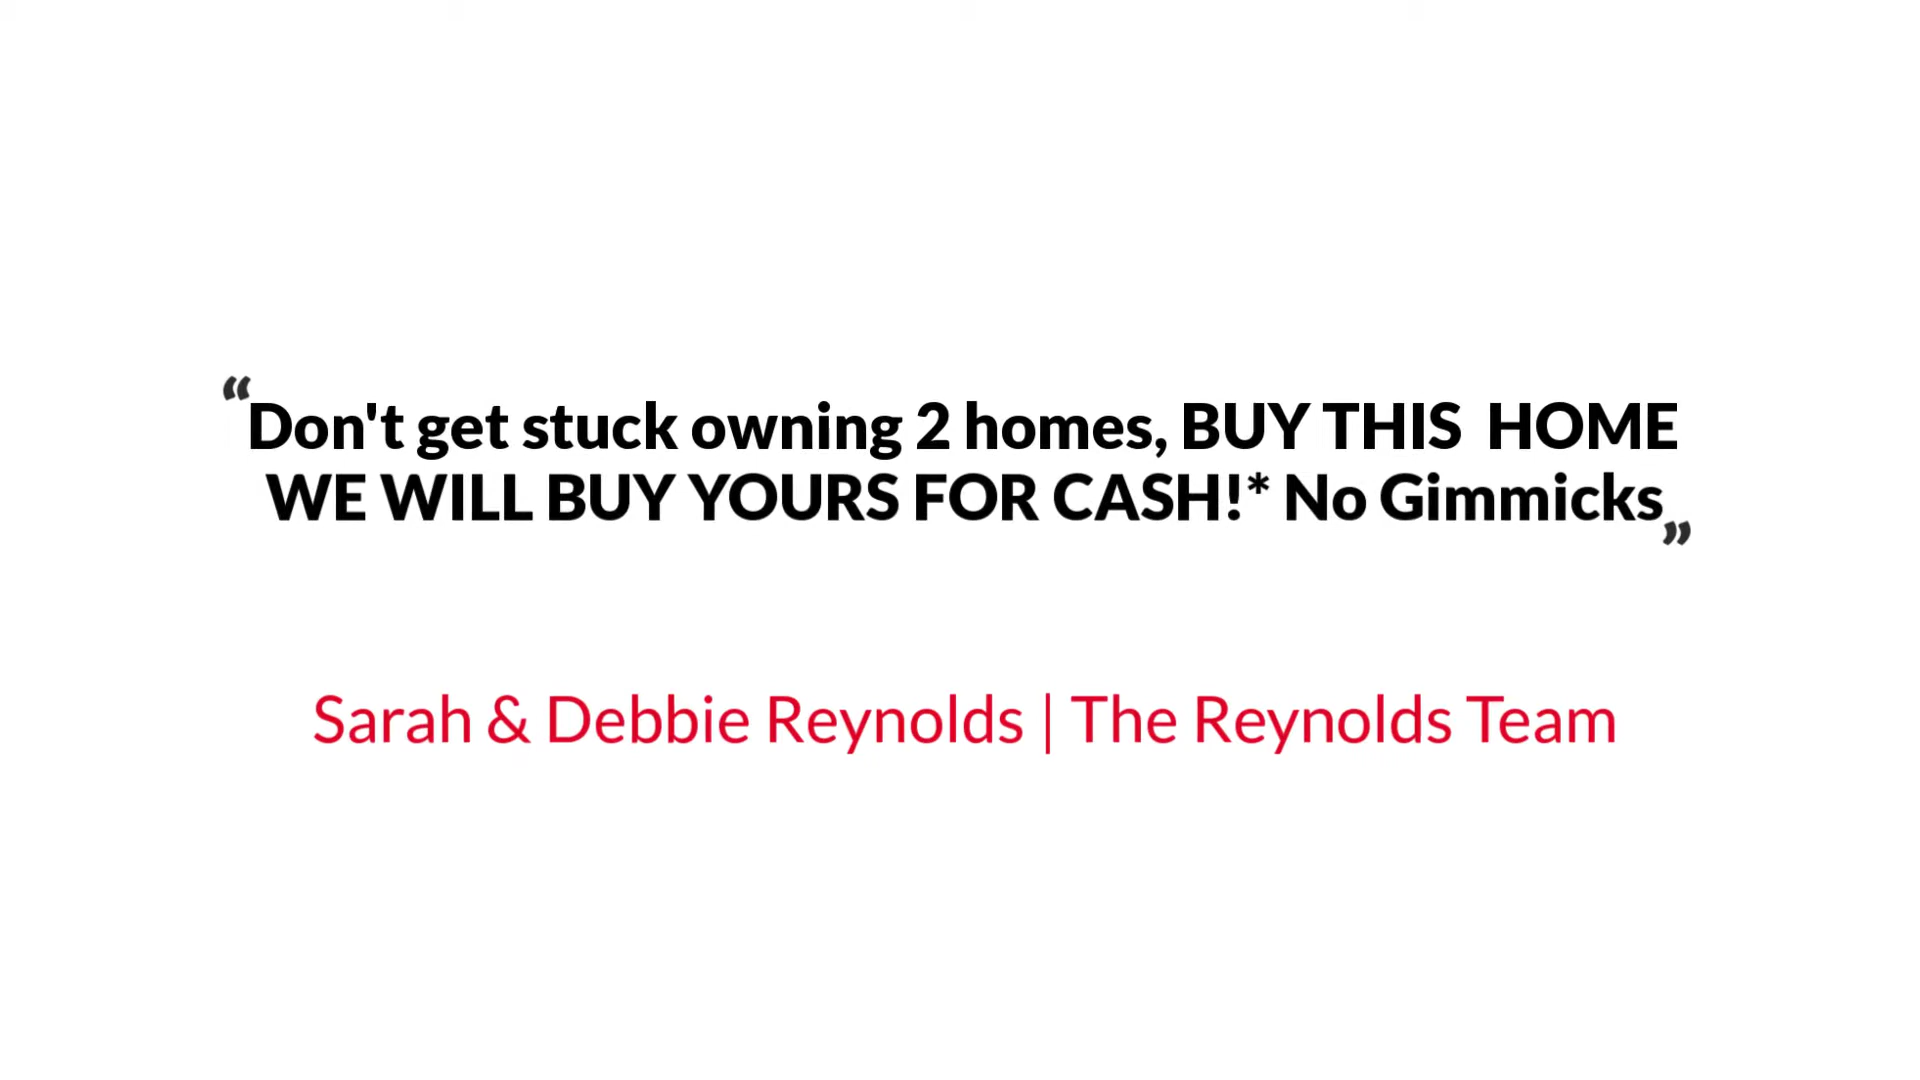 “Don't get stuck owning 2 homes, BUY THIS  HOME
WE WILL BUY YOURS FOR CASH!* No Gimmicks”
Sarah & Debbie Reynolds | The Reynolds Team